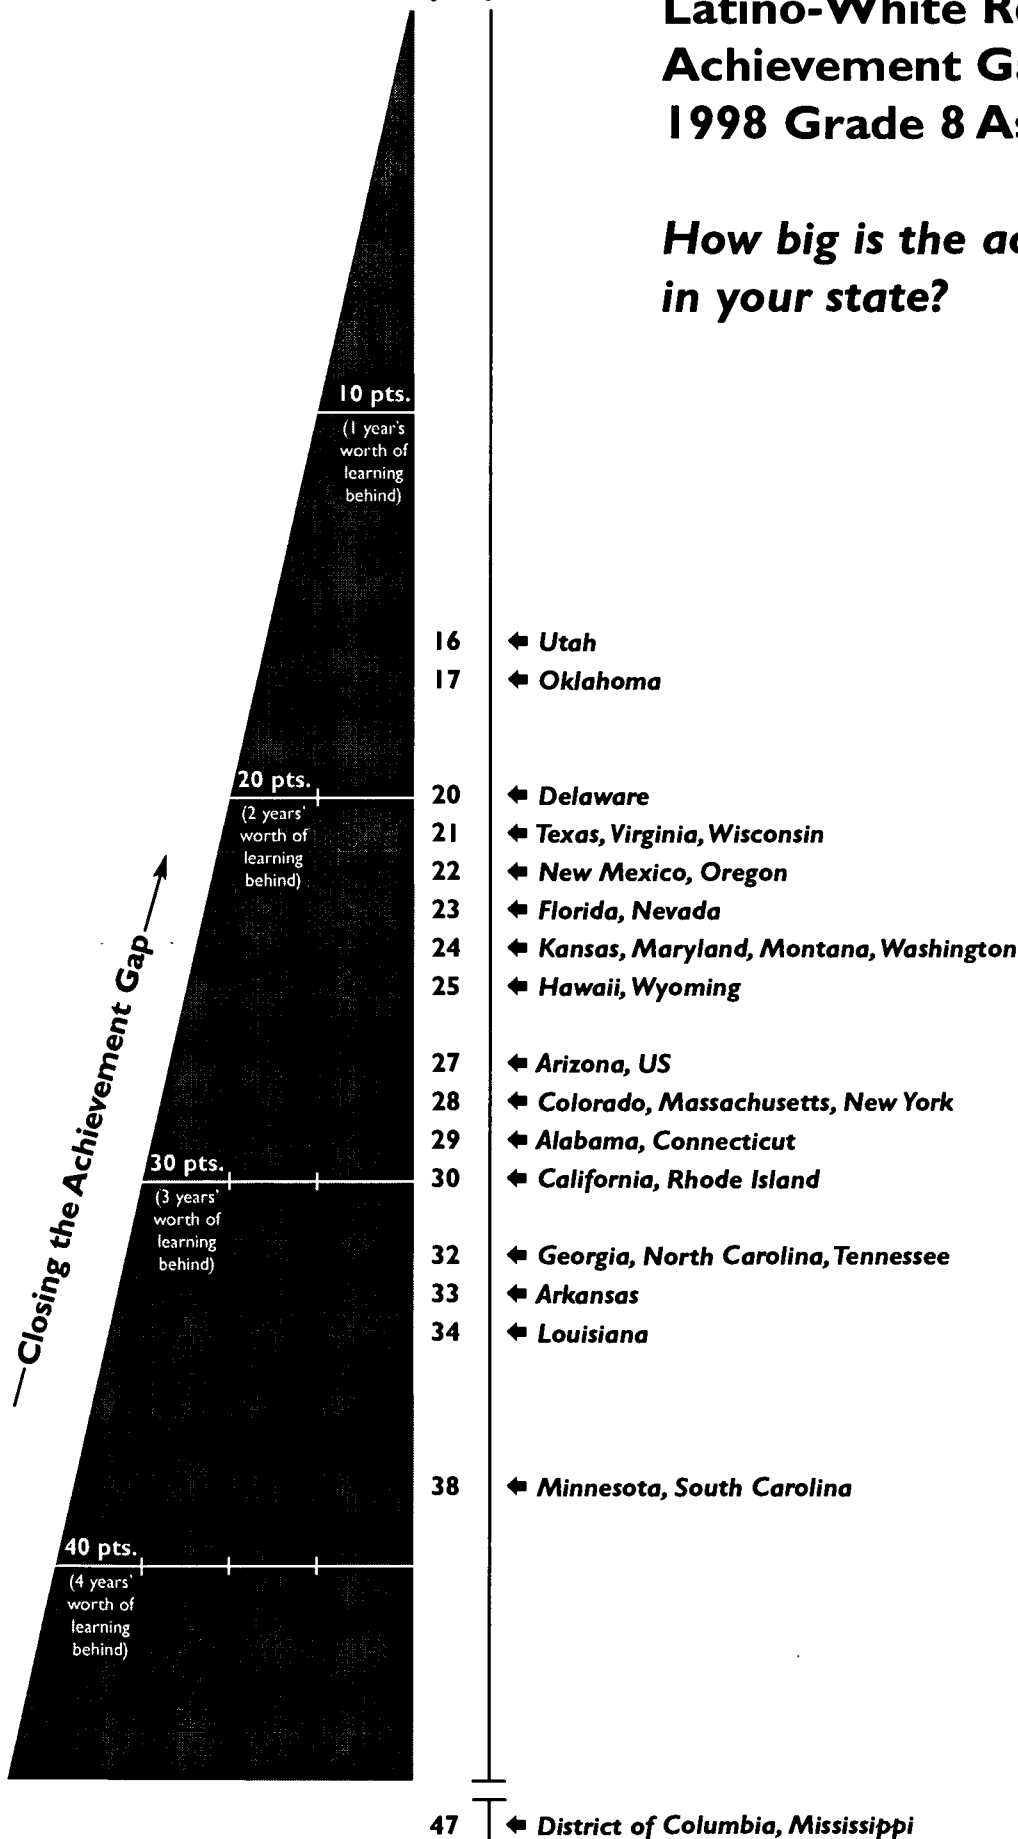 Latino-White
Achievement
1998 Grade 8
How big is the
in your state?
10 pts.
(1 year's
worth of
learning
behind)
16 Utah
17 Oklahoma
20 pts.
(2 years'
worth of
learning
behind)
20 Delaware
21 Texas, Virginia, Wisconsin
22 New Mexico, Oregon
23 Florida, Nevada
24 Kansas, Maryland, Montana, Washington
25 Hawaii, Wyoming
27 Arizona, US
28 Colorado, Massachusetts, New York
29 Alabama, Connecticut
30 pts.
(3 years'
worth of
learning
behind)
30 California, Rhode Island
32 Georgia, North Carolina, Tennessee
33 Arkansas
34 Louisiana
Closing the Achievement Gap
38 Minnesota, South Carolina
40 pts.
(4 years'
worth of
learning
behind)
47 District of Columbia, Mississippi